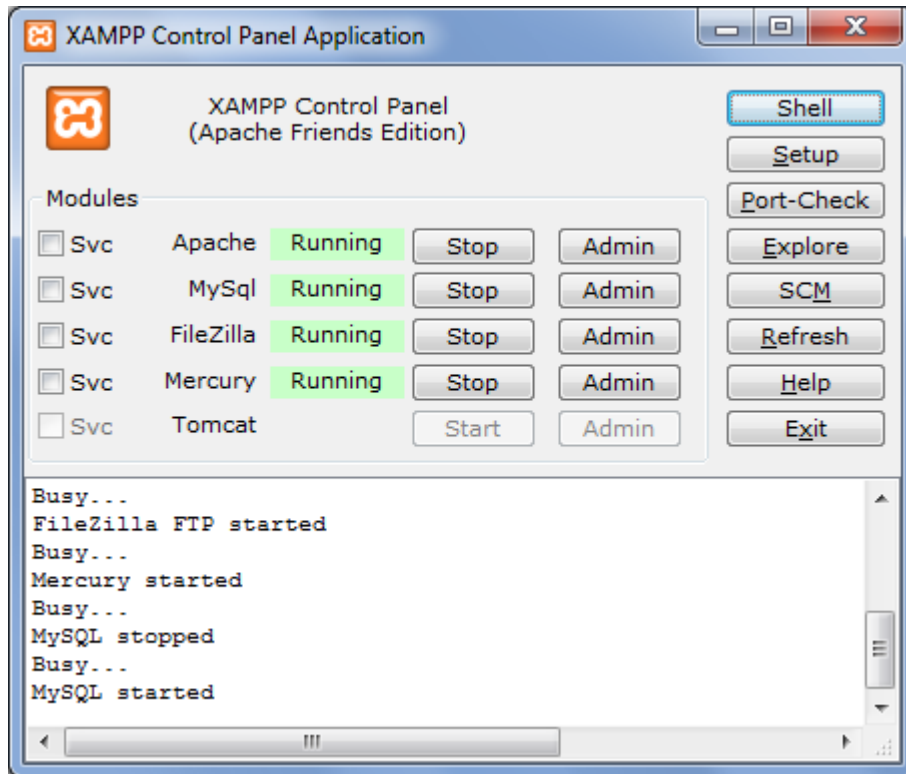 XAMPP Control Panel Application
XAMPP Control Panel
(Apache Friends Edition)
Shell
Setup
Port-Check
Explore
SCM
Refresh
Help
Exit
Modules
Svc Apache Running Stop Admin
Svc MySql Running Stop Admin
Svc FileZilla Running Stop Admin
Svc Mercury Running Stop Admin
Svc Tomcat Start Admin
Busy...
FileZilla FTP started
Busy...
Mercury started
Busy...
MySQL stopped
Busy...
MySQL started